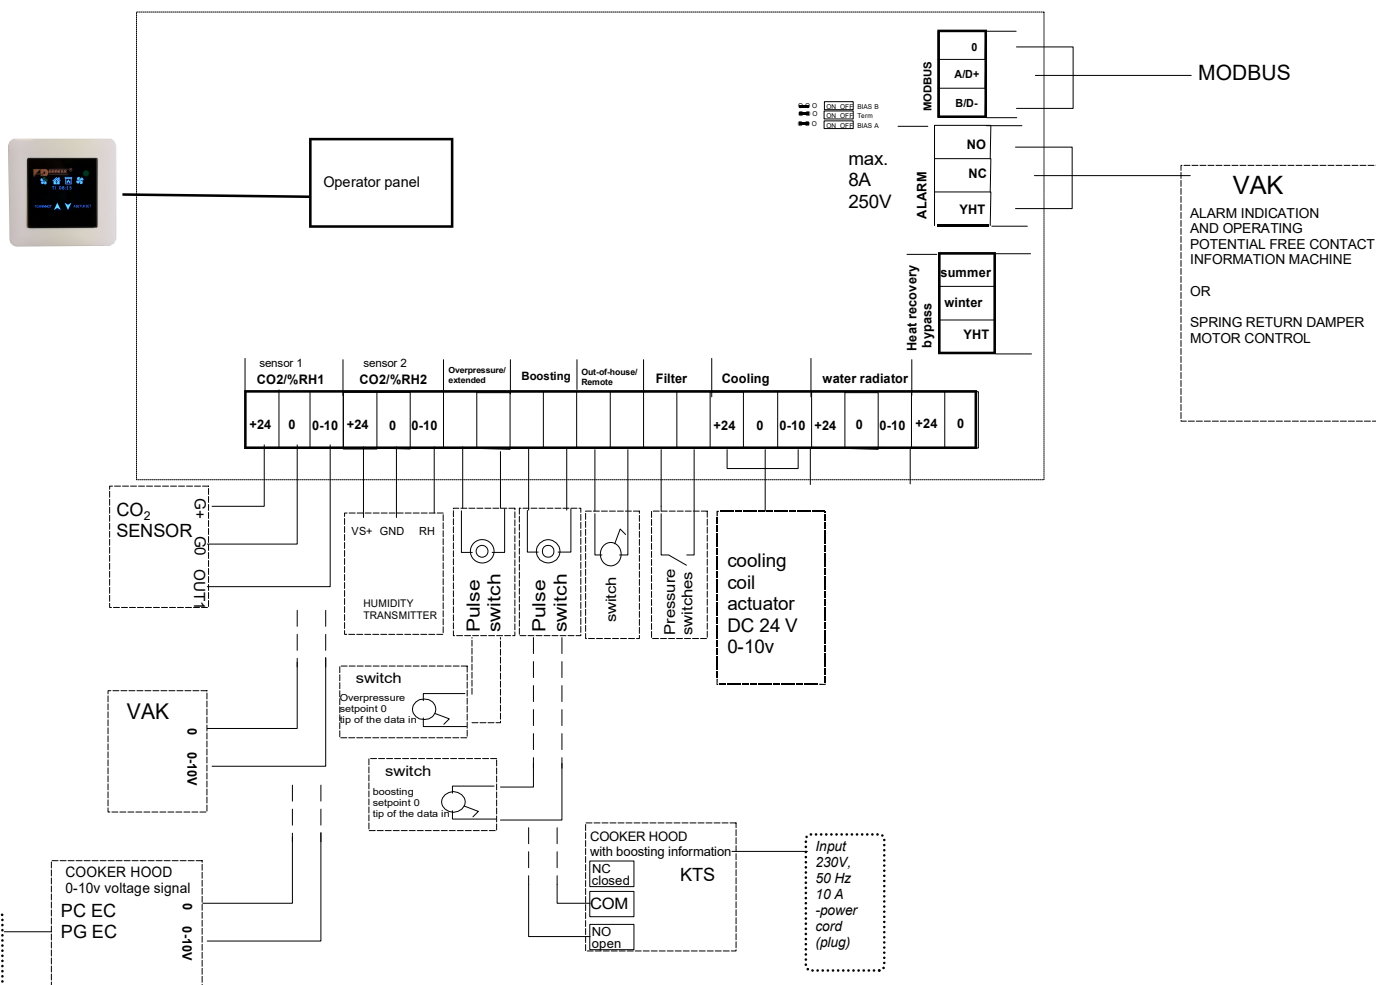 0
A/D+
B/D-
MODBUS
MODBUS
ON OFF BIAS B
ON OFF Term
ON OFF BIAS A
max.
8A
250V
ALARM
NO
NC
YHT
VAK
ALARM INDICATION
AND OPERATING
POTENTIAL FREE CONTACT
INFORMATION MACHINE
OR
SPRING RETURN DAMPER
MOTOR CONTROL
Operator panel
Heat recovery
bypass
summer
winter
YHT
sensor 1
CO2/%RH1
sensor 2
CO2/%RH2
Overpressure/
extended
Boosting
Out-of-house/
Remote
Filter
Cooling
water radiator
+24 0 0-10 +24 0 0-10 +24 0 0-10 +24 0 0-10 +24 0
CO2
SENSOR
G+
G0
OUT1
VS+ GND RH
HUMIDITY
TRANSMITTER
Pulse
switch
Pulse
switch
switch
Pressure
switches
cooling
coil
actuator
DC 24 V
0-10v
switch
Overpressure
setpoint 0
tip of the data in
VAK
0
0-10V
switch
boosting
setpoint 0
tip of the data in
COOKER HOOD
with boosting information
NC
closed
KTS
COM
NO
open
Input
230V,
50 Hz
10 A
-power
cord
(plug)
COOKER HOOD
0-10v voltage signal
PC EC
PG EC
0
0-10V